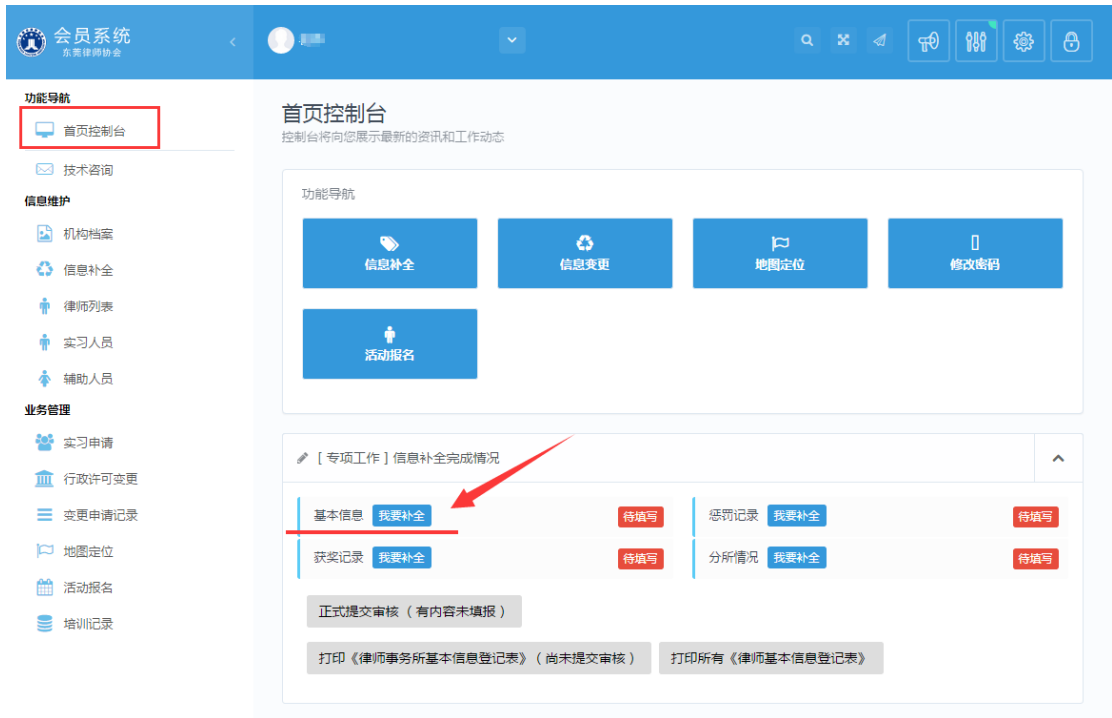 会员系统
东莞律师协会
功能导航
首页控制台
技术咨询
信息维护
机构档案
信息补全
律师列表
实习人员
辅助人员
业务管理
实习申请
行政许可变更
变更申请记录
地图定位
活动报名
培训记录
首页控制台
控制台将向您展示最新的资讯和工作动态
功能导航
信息补全
信息变更
地图定位
修改密码
活动报名
[ 专项工作 ] 信息补全完成情况
基本信息 我要补全 待填写
惩罚记录 我要补全 待填写
获奖记录 我要补全 待填写
分所情况 我要补全 待填写
正式提交审核 （ 有内容未填报 ）
打印《律师事务所基本信息登记表》（ 尚未提交审核 ）
打印所有《律师基本信息登记表》